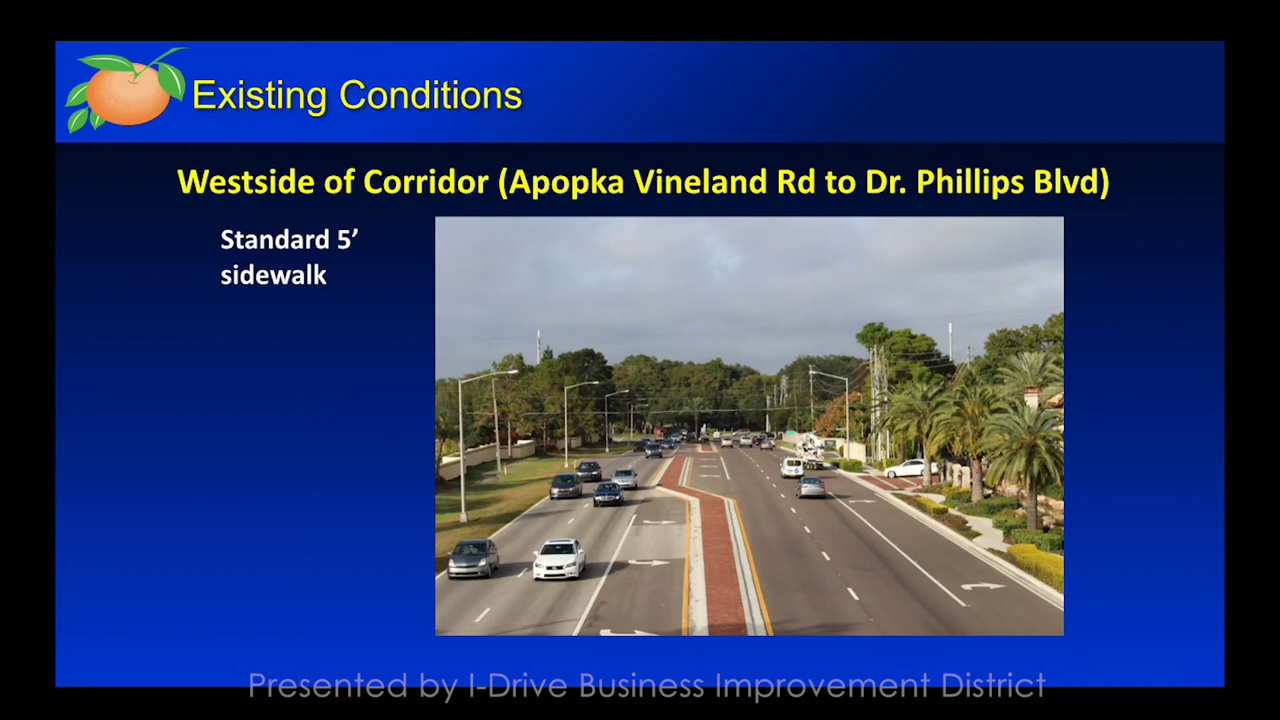 Existing Conditions
Westside of Corridor (Apopka Vineland Rd to Dr. Phillips Blvd)
Standard 5’
sidewalk
Presented by I-Drive Business Improvement District